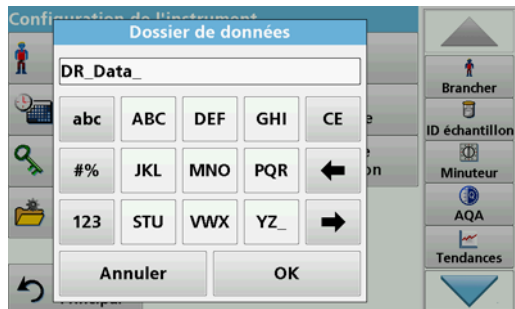 Configuration de l'instrument
Dossier de données
DR_Data_
abc ABC DEF GHI CE
#% JKL MNO PQR
123 STU VWX YZ_
Annuler OK
Principal
Brancher
ID échantillon
Minuteur
AQA
Tendances